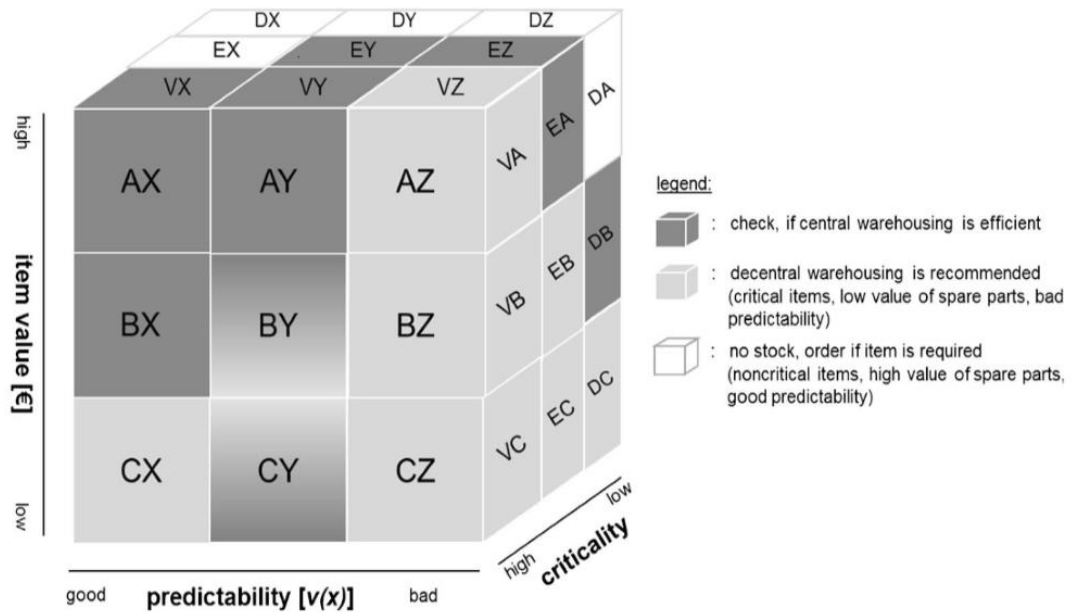 DX DY DZ
EX EY EZ
VX VY VZ
high
item value [€]
low
AX AY AZ
BX BY BZ
CX CY CZ
VA EA DA
VB EB DB
VC EC DC
good predictability [v(x)] bad
high criticality low
legend:
: check, if central warehousing is efficient
: decentral warehousing is recommended
(critical items, low value of spare parts, bad
predictability)
: no stock, order if item is required
(noncritical items, high value of spare parts,
good predictability)